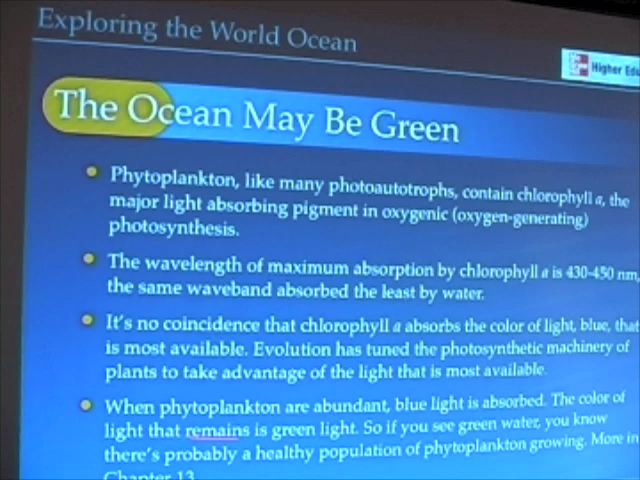 Exploring the World Ocean
Higher Edu
The Ocean May Be Green
Phytoplankton, like many photoautotrophs, contain chlorophyll a, the
major light absorbing pigment in oxygenic (oxygen-generating)
photosynthesis.
The wavelength of maximum absorption by chlorophyll a is 430-450 nm,
the same waveband absorbed the least by water.
It's no coincidence that chlorophyll a absorbs the color of light, blue, that
is most available. Evolution has tuned the photosynthetic machinery of
plants to take advantage of the light that is most available.
When phytoplankton are abundant, blue light is absorbed. The color of
light that remains is green light. So if you see green water, you know
there's probably a healthy population of phytoplankton growing. More in
Chapter 13